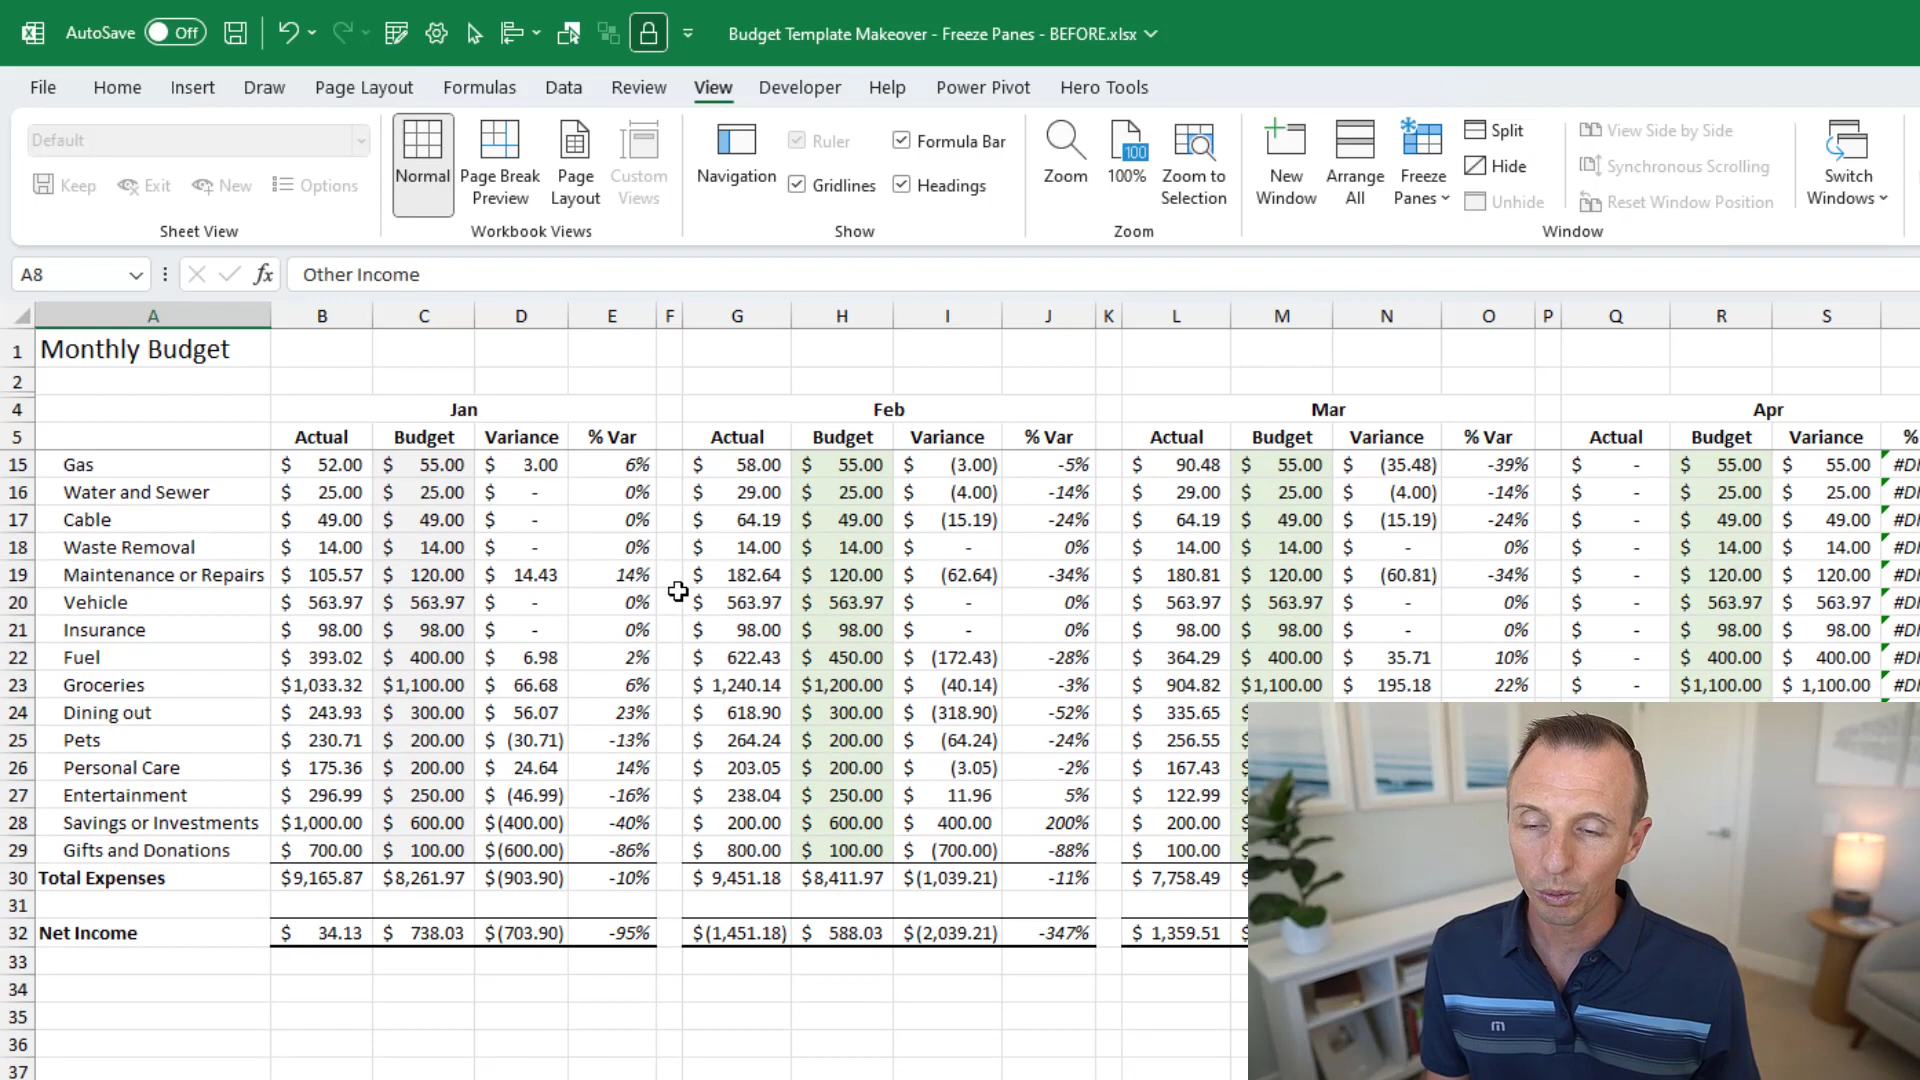 AutoSave Off Budget Template Makeover - Freeze Panes - BEFORE.xlsx
File Home Insert Draw Page Layout Formulas Data Review View Developer Help Power Pivot Hero Tools
Default
Keep Exit New Options
Sheet View
Normal Page Break Preview Page Layout Custom Views
Workbook Views
Navigation Ruler Formula Bar
Gridlines Headings
Show
Zoom 100% Zoom to Selection
100
Zoom
New Window Arrange All Freeze Panes Split
Hide
Unhide
View Side by Side
Synchronous Scrolling
Reset Window Position
Switch Windows
Window
A8 fx Other Income
A B C D E F G H I J K L M N O P Q R S
1 Monthly Budget
2
4 Jan Feb Mar Apr
5 Actual Budget Variance % Var Actual Budget Variance % Var Actual Budget Variance % Var Actual Budget Variance %
15 Gas $ 52.00 $ 55.00 $ 3.00 6% $ 58.00 $ 55.00 $ (3.00) -5% $ 90.48 $ 55.00 $ (35.48) -39% $ - $ 55.00 $ 55.00
16 Water and Sewer $ 25.00 $ 25.00 $ - 0% $ 29.00 $ 25.00 $ (4.00) -14% $ 29.00 $ 25.00 $ (4.00) -14% $ - $ 25.00 $ 25.00
17 Cable $ 49.00 $ 49.00 $ - 0% $ 64.19 $ 49.00 $ (15.19) -24% $ 64.19 $ 49.00 $ (15.19) -24% $ - $ 49.00 $ 49.00
18 Waste Removal $ 14.00 $ 14.00 $ - 0% $ 14.00 $ 14.00 $ - 0% $ 14.00 $ 14.00 $ - 0% $ - $ 14.00 $ 14.00
19 Maintenance or Repairs $ 105.57 $ 120.00 $ 14.43 14% $ 182.64 $ 120.00 $ (62.64) -34% $ 180.81 $ 120.00 $ (60.81) -34% $ - $ 120.00 $ 120.00
20 Vehicle $ 563.97 $ 563.97 $ - 0% $ 563.97 $ 563.97 $ - 0% $ 563.97 $ 563.97 $ - 0% $ - $ 563.97 $ 563.97
21 Insurance $ 98.00 $ 98.00 $ - 0% $ 98.00 $ 98.00 $ - 0% $ 98.00 $ 98.00 $ - 0% $ - $ 98.00 $ 98.00
22 Fuel $ 393.02 $ 400.00 $ 6.98 2% $ 622.43 $ 450.00 $ (172.43) -28% $ 364.29 $ 400.00 $ 35.71 10% $ - $ 400.00 $ 400.00
23 Groceries $1,033.32 $1,100.00 $ 66.68 6% $ 1,240.14 $1,200.00 $ (40.14) -3% $ 904.82 $1,100.00 $ 195.18 22% $ - $1,100.00 $ 1,100.00
24 Dining out $ 243.93 $ 300.00 $ 56.07 23% $ 618.90 $ 300.00 $ (318.90) -52% $ 335.65 $
25 Pets $ 230.71 $ 200.00 $ (30.71) -13% $ 264.24 $ 200.00 $ (64.24) -24% $ 256.55 $
26 Personal Care $ 175.36 $ 200.00 $ 24.64 14% $ 203.05 $ 200.00 $ (3.05) -2% $ 167.43 $
27 Entertainment $ 296.99 $ 250.00 $ (46.99) -16% $ 238.04 $ 250.00 $ 11.96 5% $ 122.99 $
28 Savings or Investments $1,000.00 $ 600.00 $(400.00) -40% $ 200.00 $ 600.00 $ 400.00 200% $ 200.00 $
29 Gifts and Donations $ 700.00 $ 100.00 $(600.00) -86% $ 800.00 $ 100.00 $ (700.00) -88% $ 100.00 $
30 Total Expenses $9,165.87 $8,261.97 $(903.90) -10% $ 9,451.18 $8,411.97 $(1,039.21) -11% $ 7,758.49 $
31
32 Net Income $ 34.13 $ 738.03 $(703.90) -95% $(1,451.18) $ 588.03 $(2,039.21) -347% $ 1,359.51 $
33
34
35
36
37